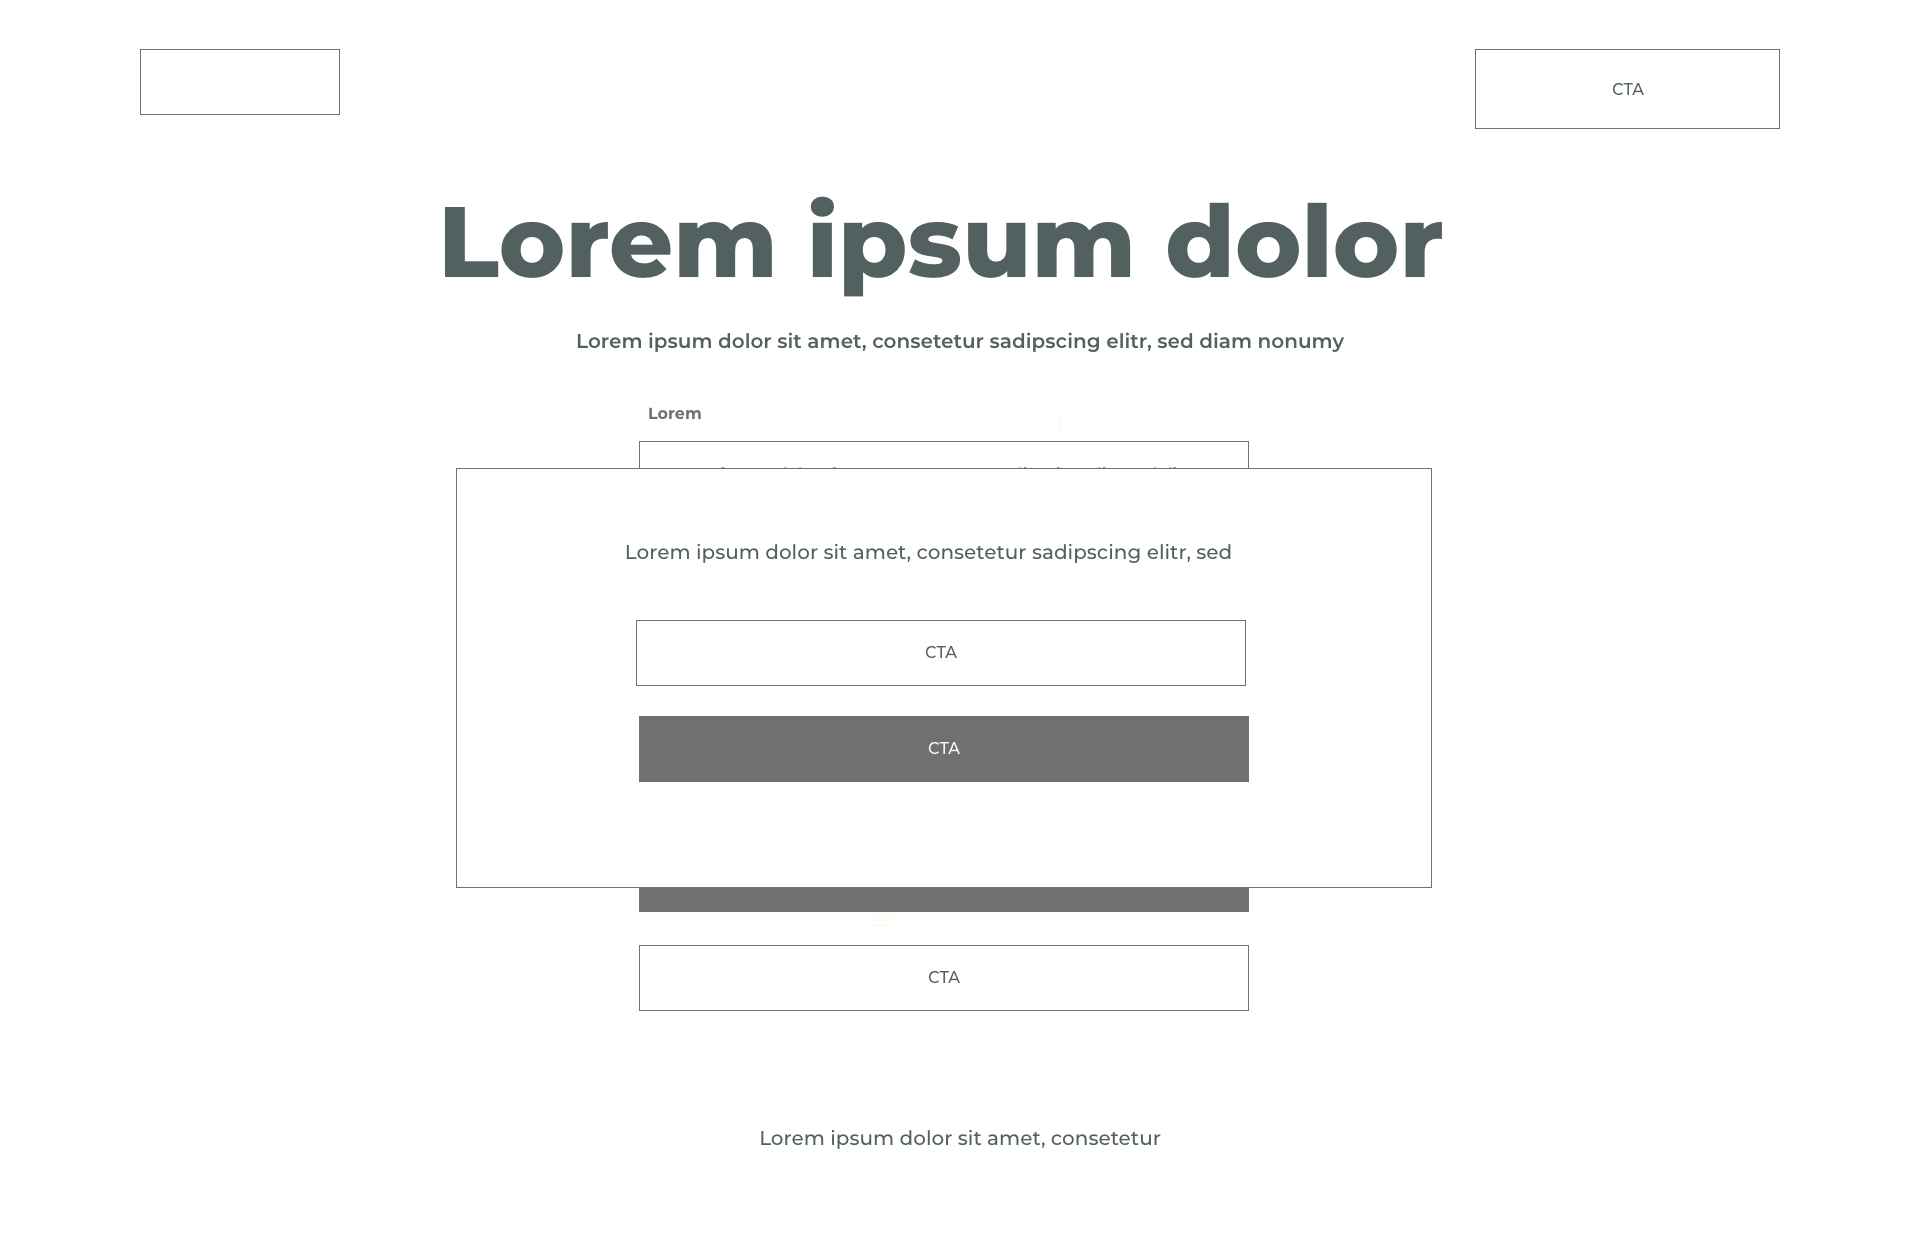 CTA
Lorem ipsum dolor
Lorem ipsum dolor sit amet, consetetur sadipscing elitr, sed diam nonumy
Lorem
Lorem ipsum dolor sit amet, consetetur sadipscing elitr, sed
CTA
CTA
CTA
Lorem ipsum dolor sit amet, consetetur